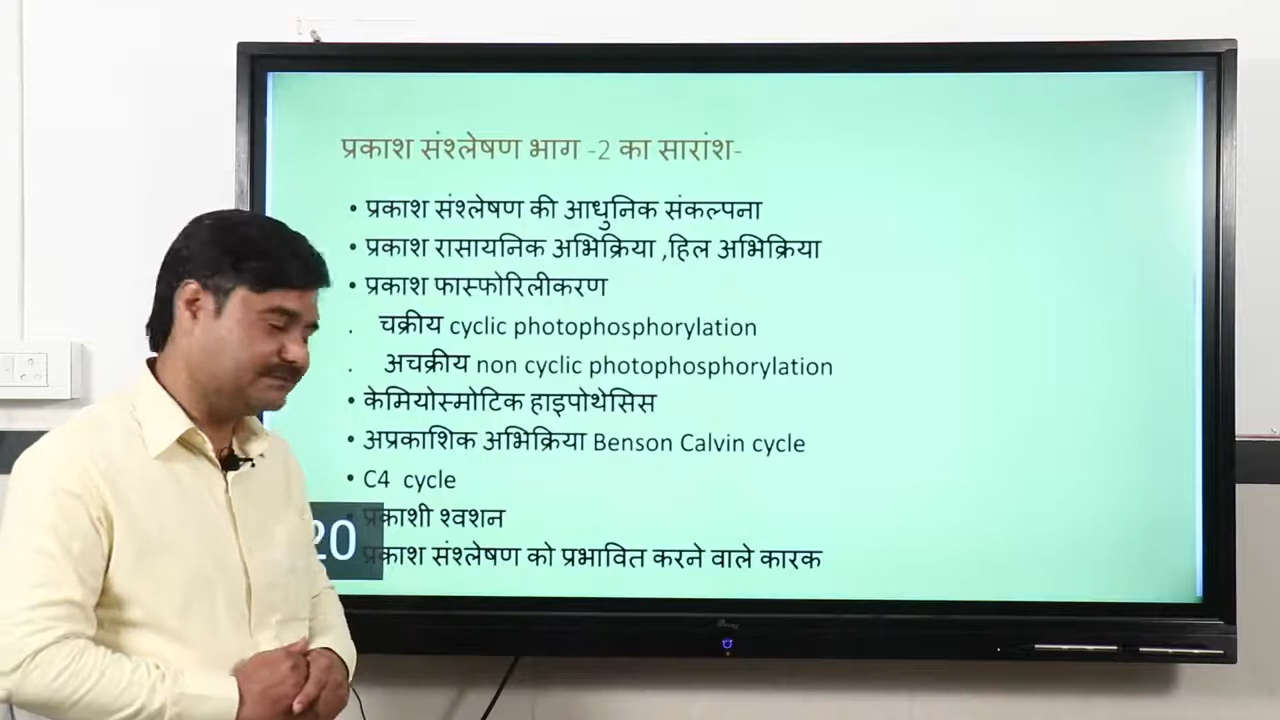 प्रकाश संश्लेषण भाग -2 का सारांश-
• प्रकाश संश्लेषण की आधुनिक संकल्पना
• प्रकाश रासायनिक अभिक्रिया ,हिल अभिक्रिया
• प्रकाश फास्फोरिलीकरण
. चक्रीय cyclic photophosphorylation
. अचक्रीय non cyclic photophosphorylation
• केमियोस्मोटिक हाइपोथेसिस
• अप्रकाशिक अभिक्रिया Benson Calvin cycle
• C4 cycle
• प्रकाशी श्वशन
प्रकाश संश्लेषण को प्रभावित करने वाले कारक
20